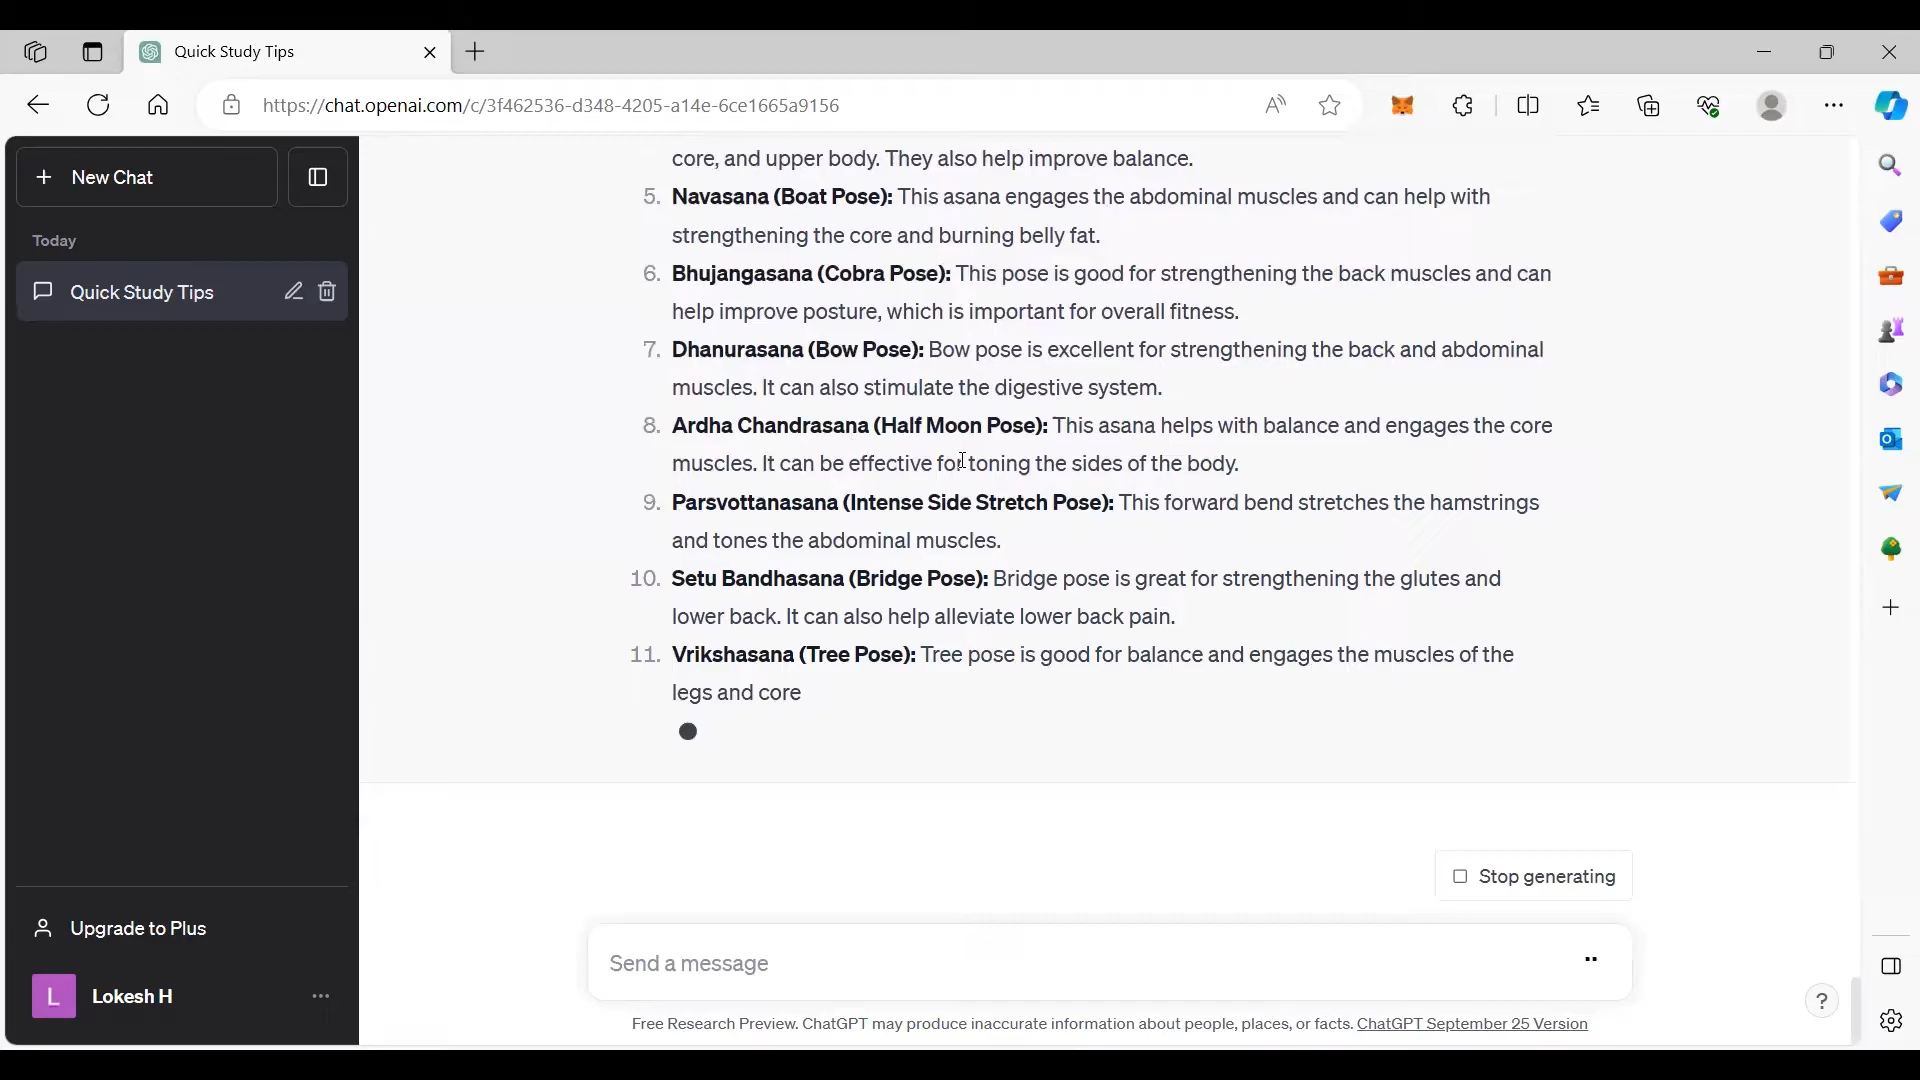 Quick Study Tips
https://chat.openai.com/c/3f462536-d348-4205-a14e-6ce1665a9156
New Chat
Today
Quick Study Tips
Upgrade to Plus
L
Lokesh H
core, and upper body. They also help improve balance.
5. Navasana (Boat Pose): This asana engages the abdominal muscles and can help with
strengthening the core and burning belly fat.
6. Bhujangasana (Cobra Pose): This pose is good for strengthening the back muscles and can
help improve posture, which is important for overall fitness.
7. Dhanurasana (Bow Pose): Bow pose is excellent for strengthening the back and abdominal
muscles. It can also stimulate the digestive system.
8. Ardha Chandrasana (Half Moon Pose): This asana helps with balance and engages the core
muscles. It can be effective for toning the sides of the body.
9. Parsvottanasana (Intense Side Stretch Pose): This forward bend stretches the hamstrings
and tones the abdominal muscles.
10. Setu Bandhasana (Bridge Pose): Bridge pose is great for strengthening the glutes and
lower back. It can also help alleviate lower back pain.
11. Vrikshasana (Tree Pose): Tree pose is good for balance and engages the muscles of the
legs and core
Stop generating
Send a message
Free Research Preview. ChatGPT may produce inaccurate information about people, places, or facts. ChatGPT September 25 Version
?